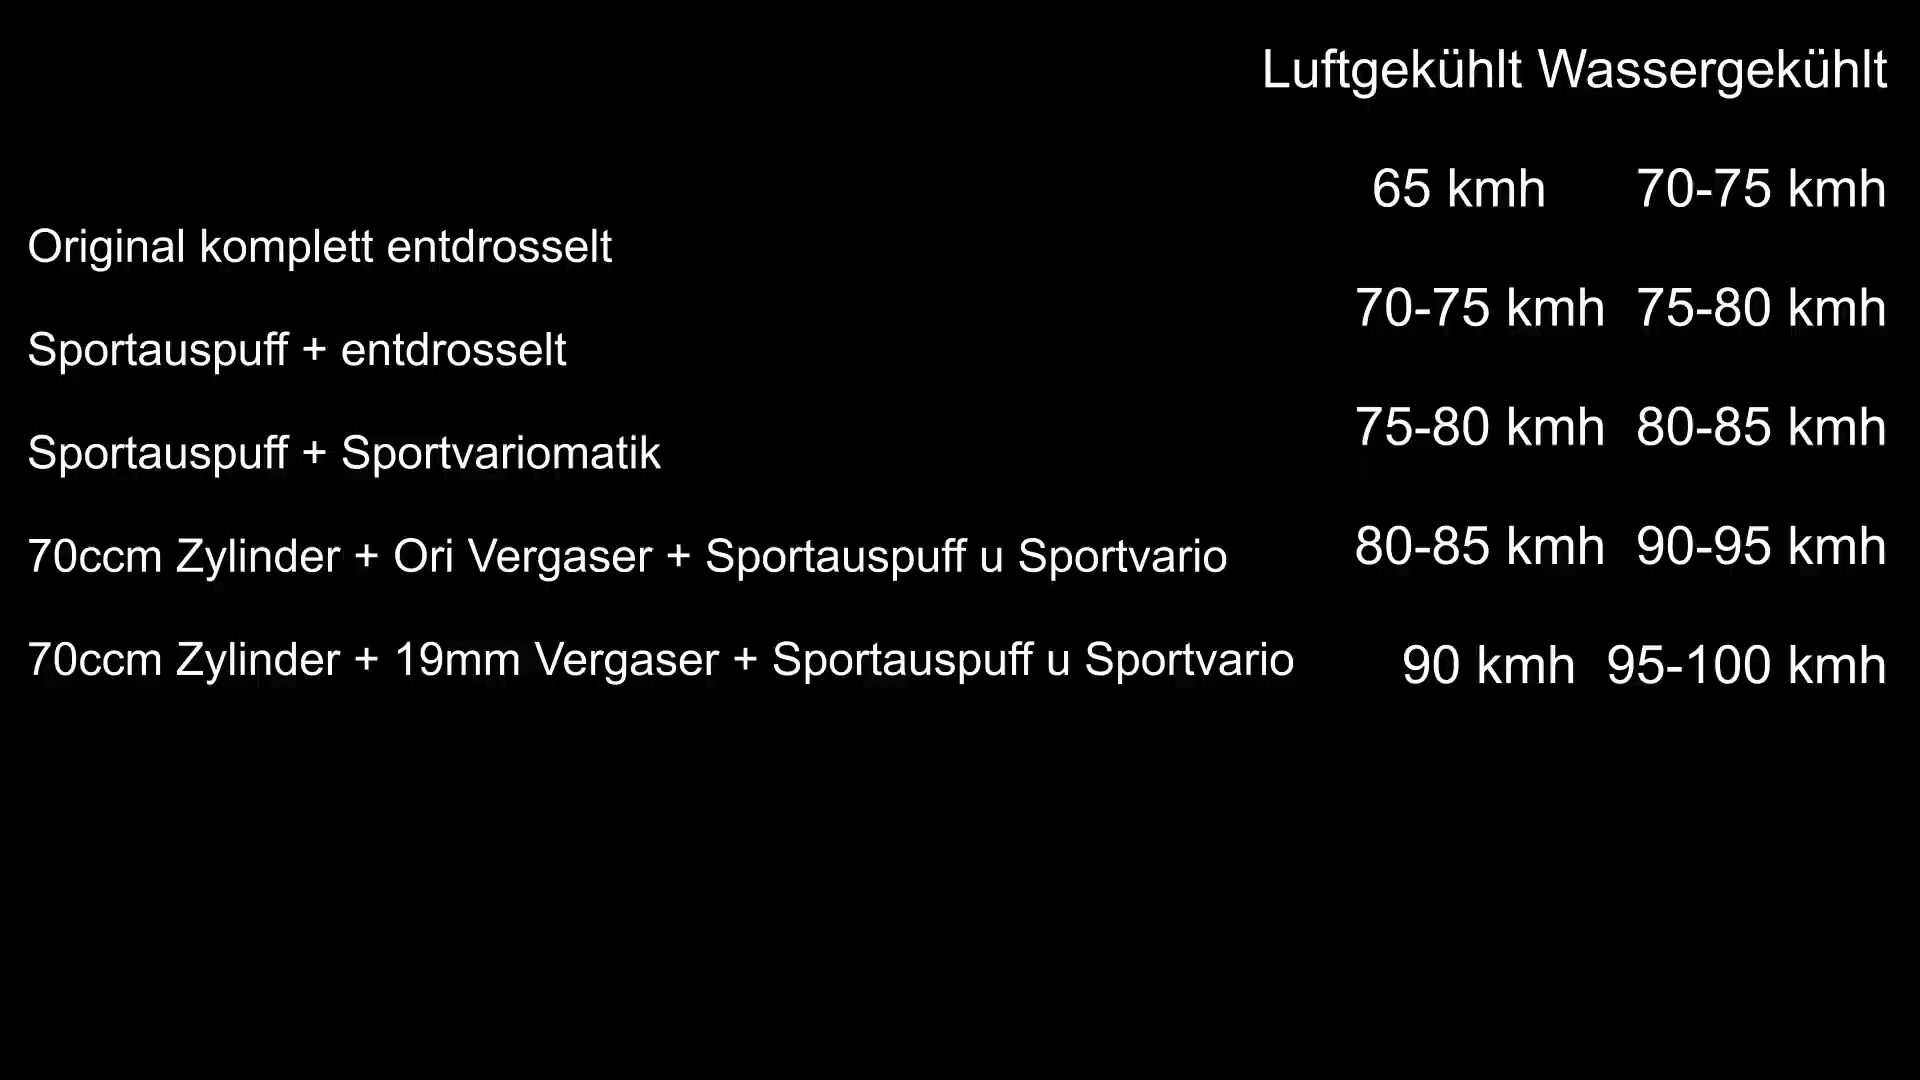 Luftgekühlt Wassergekühlt
65 kmh 70-75 kmh
Original komplett entdrosselt
70-75 kmh 75-80 kmh
Sportauspuff + entdrosselt
75-80 kmh 80-85 kmh
Sportauspuff + Sportvariomatik
80-85 kmh 90-95 kmh
70ccm Zylinder + Ori Vergaser + Sportauspuff u Sportvario
90 kmh 95-100 kmh
70ccm Zylinder + 19mm Vergaser + Sportauspuff u Sportvario